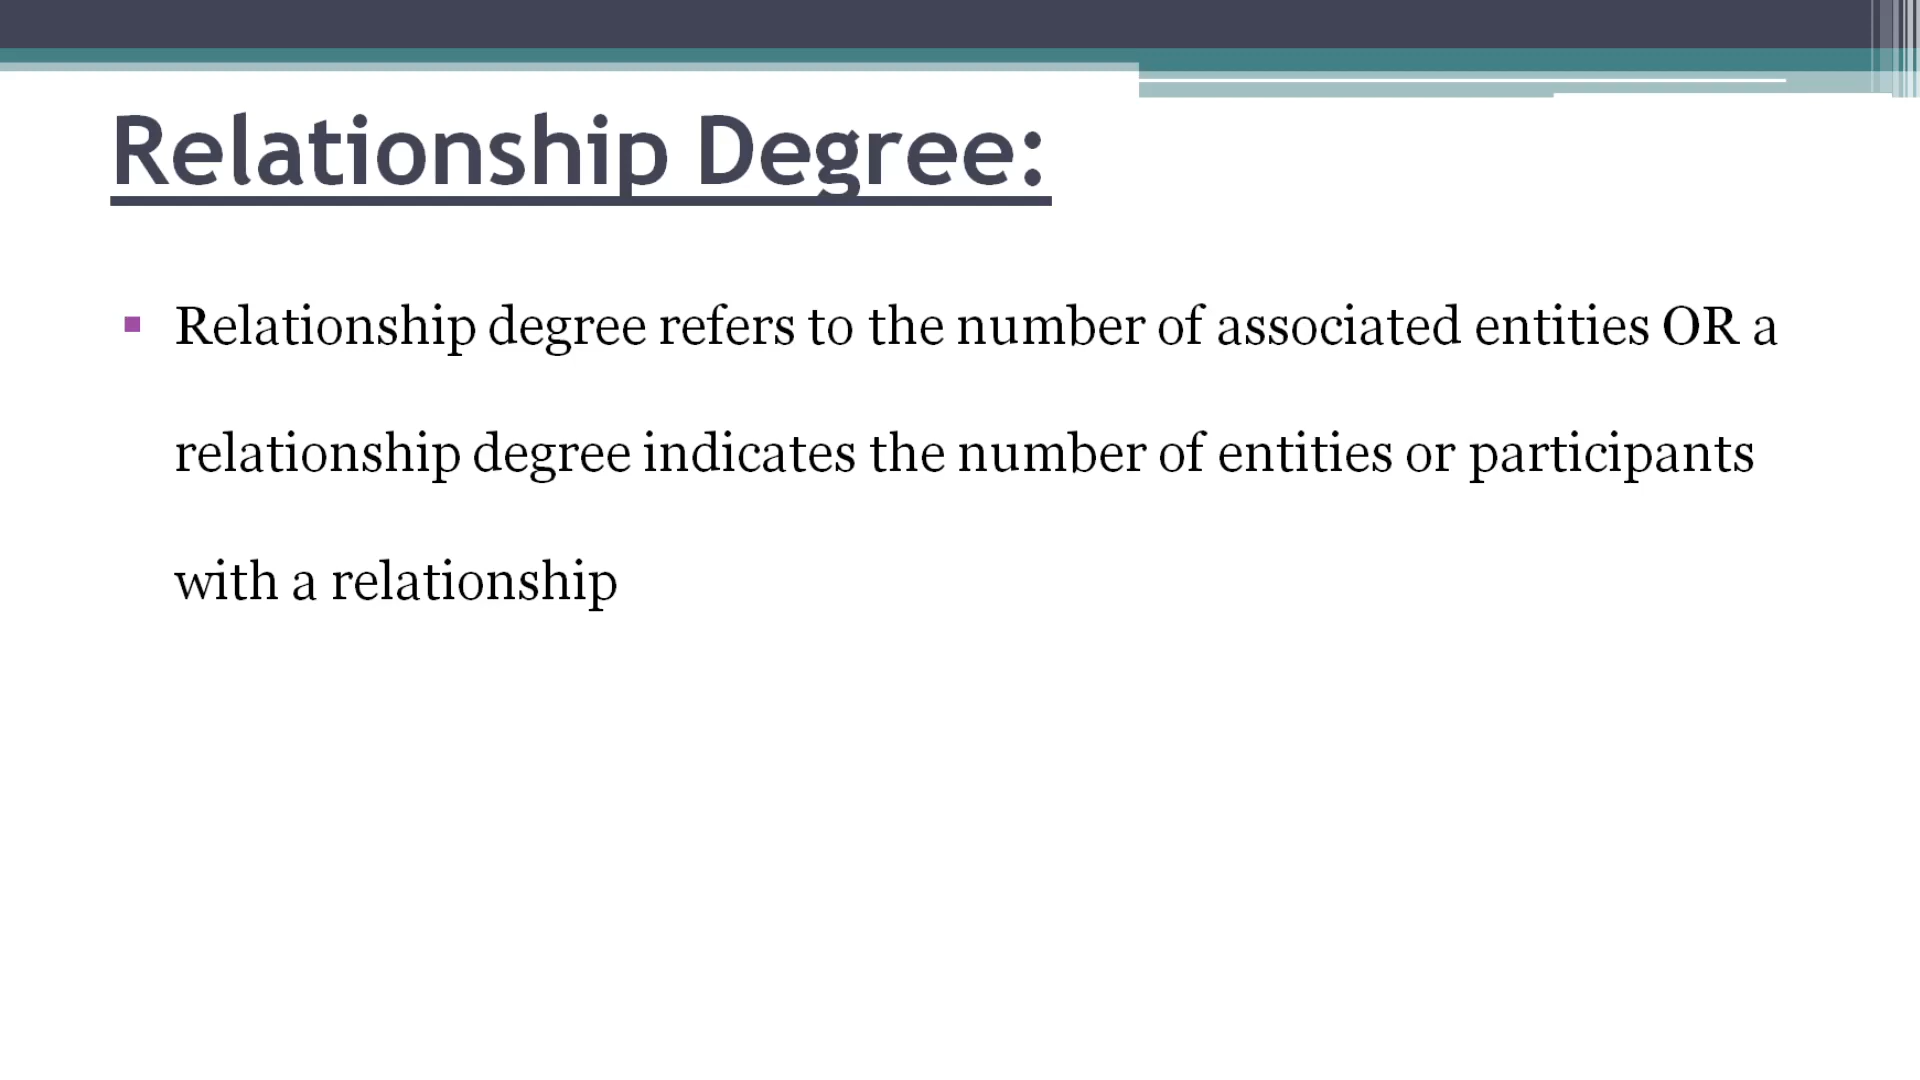 Relationship Degree:
Relationship degree refers to the number of associated entities OR a
relationship degree indicates the number of entities or participants
with a relationship